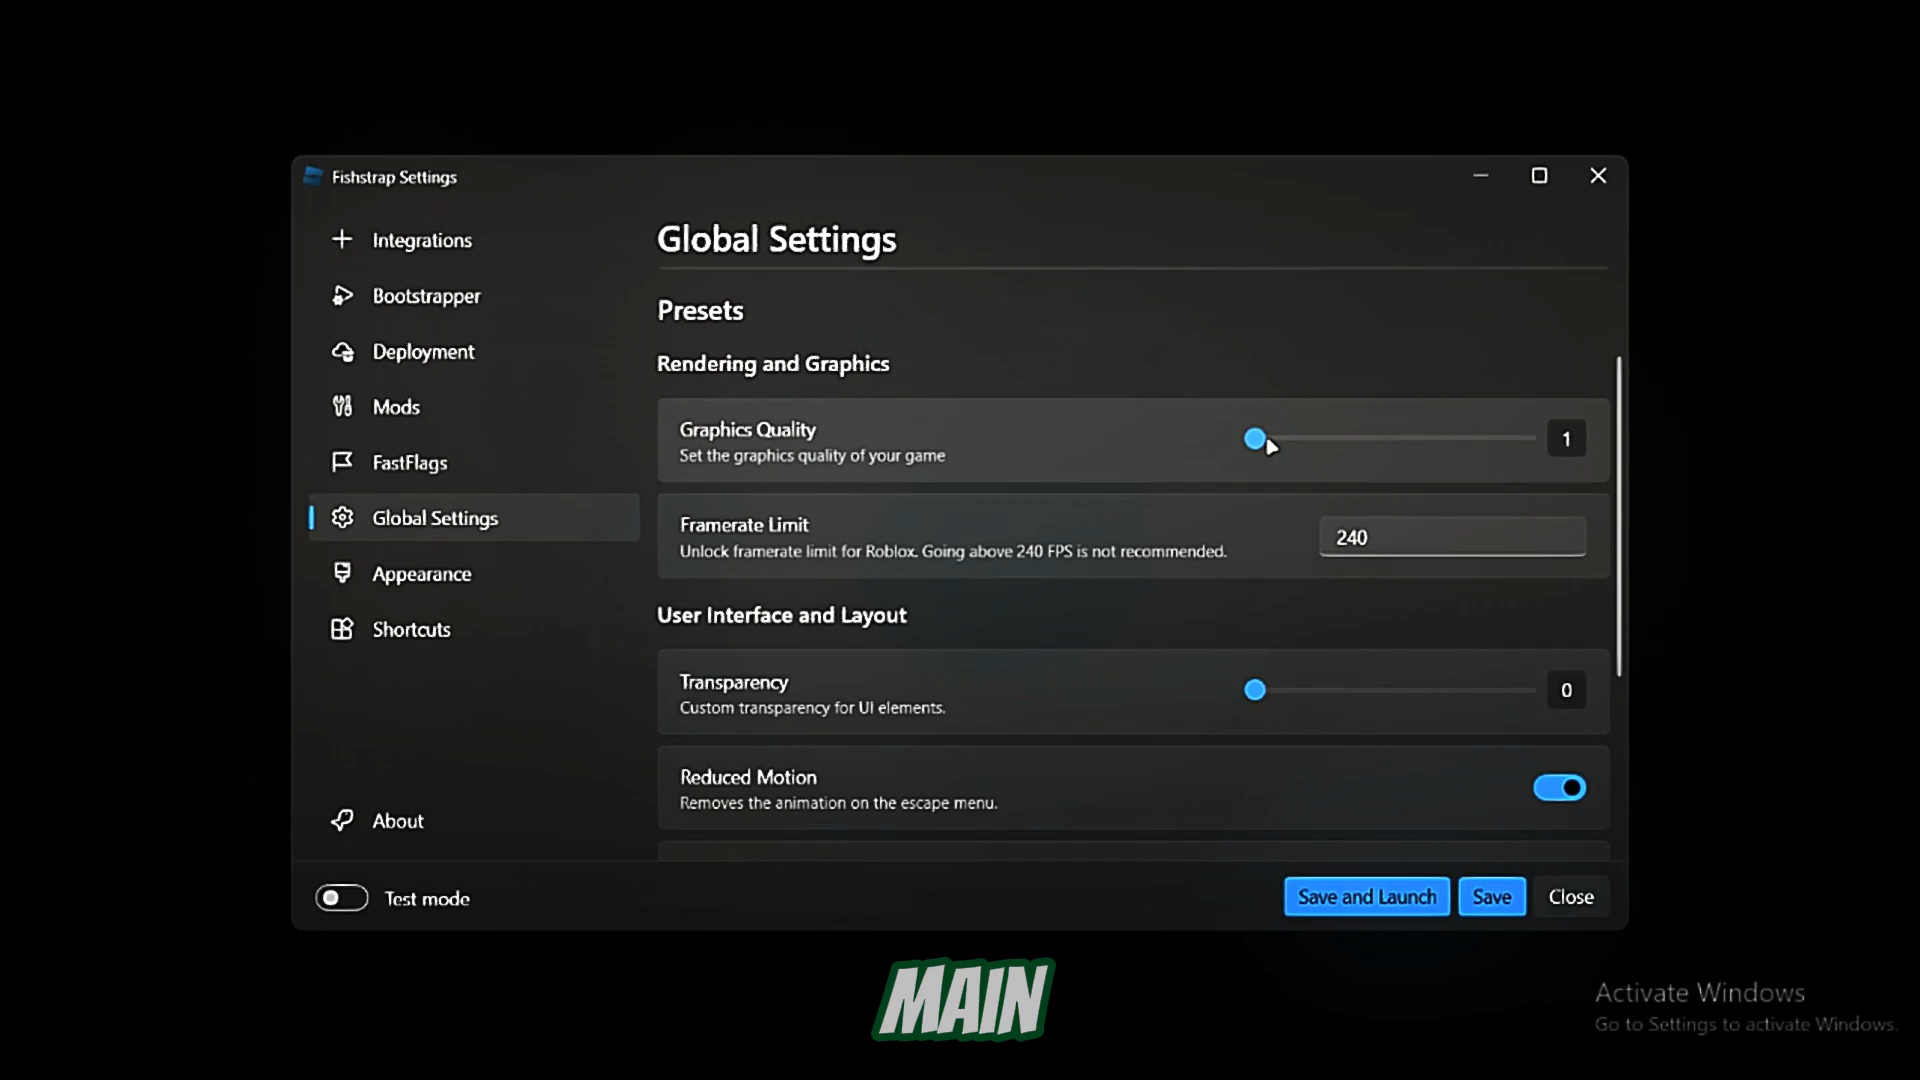 Fishstrap Settings
Integrations
Bootstrapper
Deployment
Mods
FastFlags
Global Settings
Appearance
Shortcuts
About
Test mode
Global Settings
Presets
Rendering and Graphics
Graphics Quality
Set the graphics quality of your game
1
Framerate Limit
Unlock framerate limit for Roblox. Going above 240 FPS is not recommended.
240
User Interface and Layout
Transparency
Custom transparency for UI elements.
0
Reduced Motion
Removes the animation on the escape menu.
Save and Launch
Save
Close
MAIN
Activate Windows
Go to Settings to activate Windows.